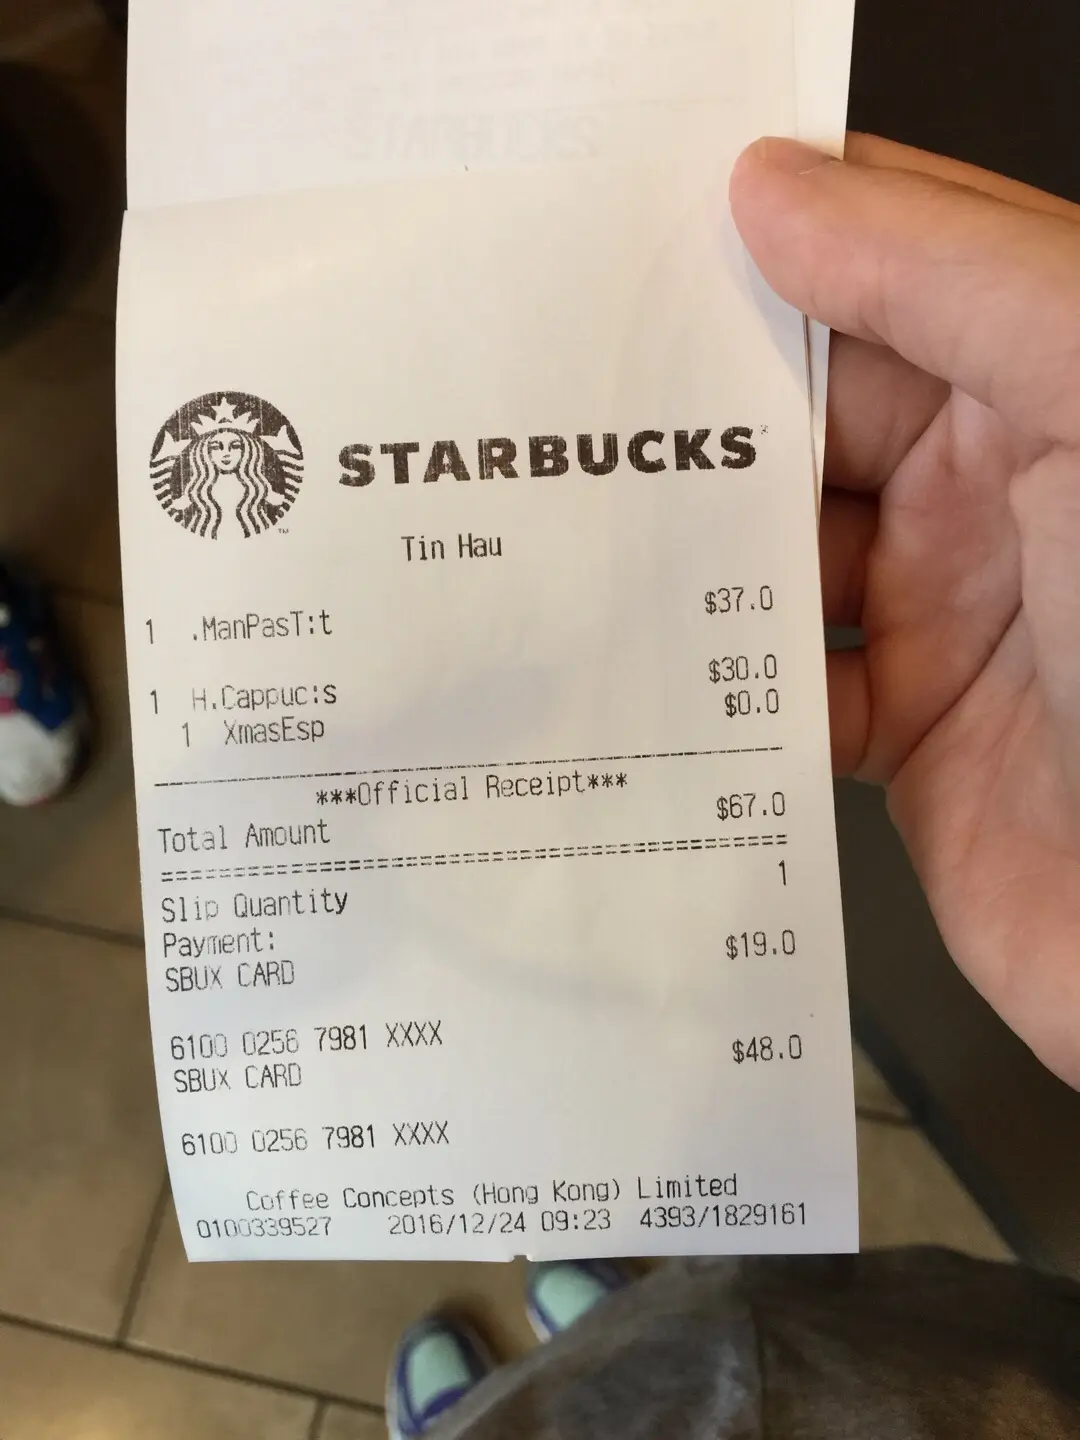 STARBUCKS®
™
Tin Hau
1 .ManPasT:t $37.0
1 H.Cappuc:s $30.0
1 XmasEsp $0.0
***Official Receipt***
Total Amount $67.0
Slip Quantity 1
Payment:
SBUX CARD $19.0
6100 0256 7981 XXXX
SBUX CARD $48.0
6100 0256 7981 XXXX
Coffee Concepts (Hong Kong) Limited
0100339527 2016/12/24 09:23 4393/1829161